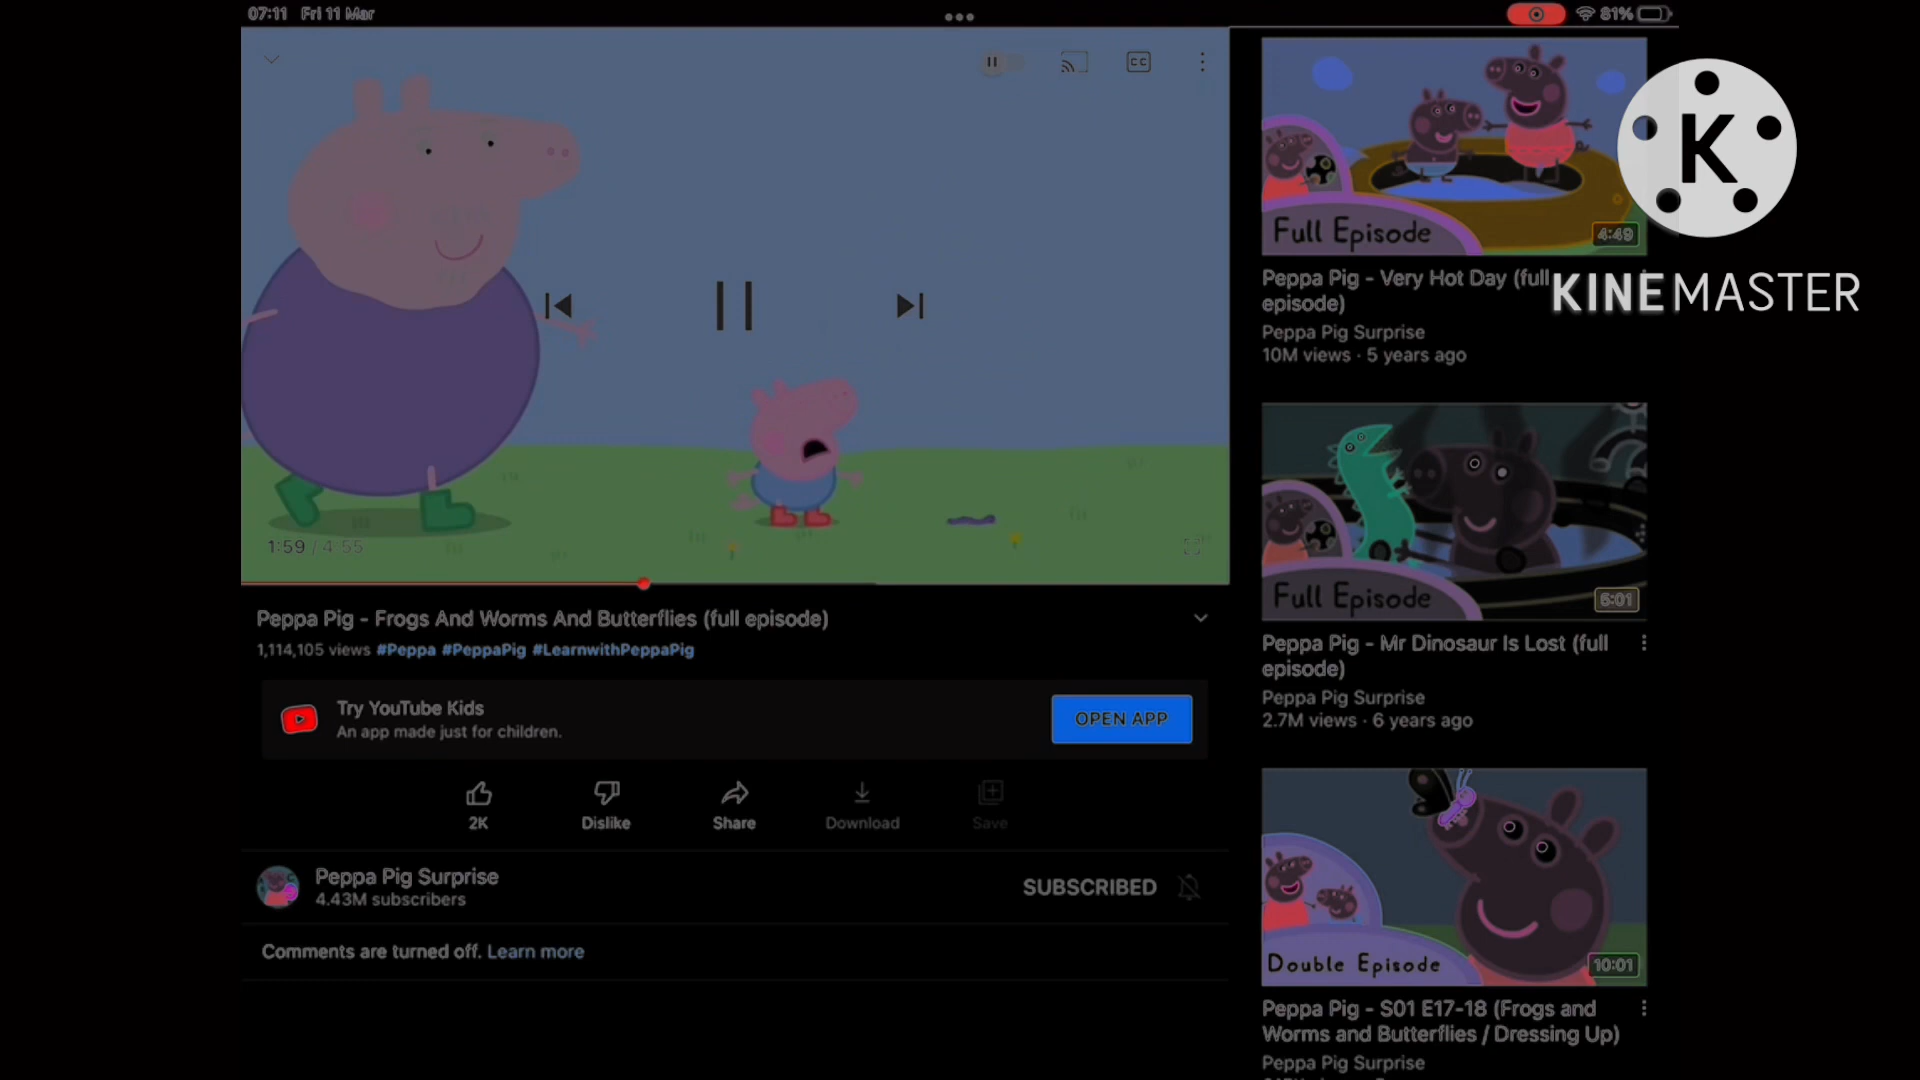 07:11 Fri 11 Mar
81%
CC
1:59 / 4:55
Peppa Pig - Frogs And Worms And Butterflies (full episode)
1,114,105 views #Peppa #PeppaPig #LearnwithPeppaPig
Try YouTube Kids
An app made just for children.
OPEN APP
2K
Dislike
Share
Download
Save
Peppa Pig Surprise
4.43M subscribers
SUBSCRIBED
Comments are turned off. Learn more
Full Episode
4:49
Peppa Pig - Very Hot Day (full
episode)
Peppa Pig Surprise
10M views · 5 years ago
K
KINEMASTER
Full Episode
5:01
Peppa Pig - Mr Dinosaur Is Lost (full
episode)
Peppa Pig Surprise
2.7M views · 6 years ago
Double Episode
10:01
Peppa Pig - S01 E17-18 (Frogs and
Worms and Butterflies / Dressing Up)
Peppa Pig Surprise